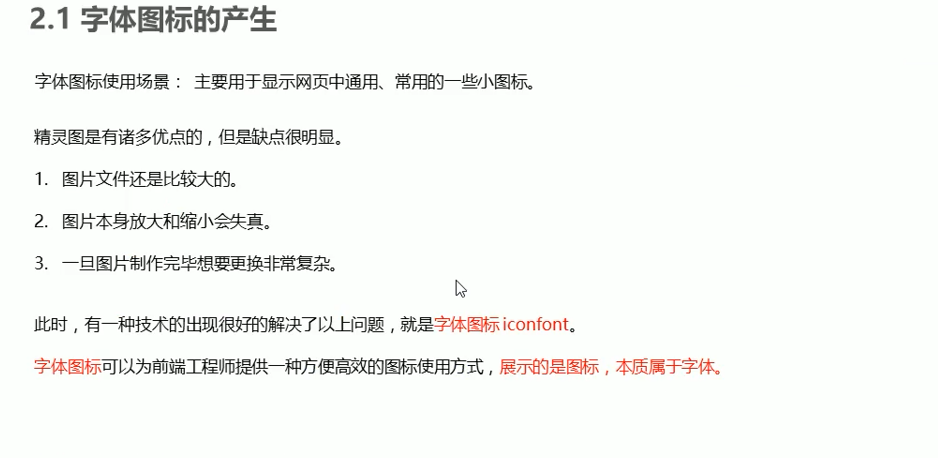 2.1 字体图标的产生
字体图标使用场景： 主要用于显示网页中通用、常用的一些小图标。
精灵图是有诸多优点的，但是缺点很明显。
1. 图片文件还是比较大的。
2. 图片本身放大和缩小会失真。
3. 一旦图片制作完毕想要更换非常复杂。
此时，有一种技术的出现很好的解决了以上问题，就是字体图标 iconfont。
字体图标可以为前端工程师提供一种方便高效的图标使用方式，展示的是图标，本质属于字体。